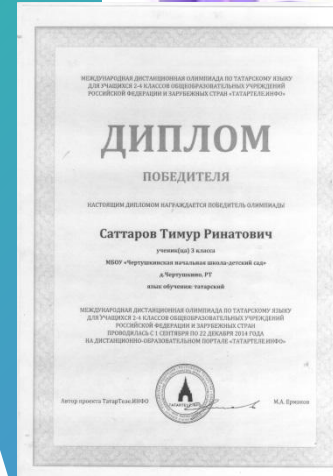 МЕЖДУНАРОДНАЯ ДИСТАНЦИОННАЯ ОЛИМПИАДА ПО ТАТАРСКОМУ ЯЗЫКУ
ДЛЯ УЧАЩИХСЯ 2-4 КЛАССОВ ОБЩЕОБРАЗОВАТЕЛЬНЫХ УЧРЕЖДЕНИЙ
РОССИЙСКОЙ ФЕДЕРАЦИИ И ЗАРУБЕЖНЫХ СТРАН «ТАТАРТЕЛЕ.ИНФО»
ДИПЛОМ
ПОБЕДИТЕЛЯ
НАСТОЯЩИМ ДИПЛОМОМ НАГРАЖДАЕТСЯ ПОБЕДИТЕЛЬ ОЛИМПИАДЫ
Саттаров Тимур Ринатович
ученик(ца) 3 класса
МБОУ «Чертушкинская начальная школа-детский сад»
д.Чертушкино, РТ
язык обучения: татарский
МЕЖДУНАРОДНАЯ ДИСТАНЦИОННАЯ ОЛИМПИАДА ПО ТАТАРСКОМУ ЯЗЫКУ
ДЛЯ УЧАЩИХСЯ 2-4 КЛАССОВ ОБЩЕОБРАЗОВАТЕЛЬНЫХ УЧРЕЖДЕНИЙ
РОССИЙСКОЙ ФЕДЕРАЦИИ И ЗАРУБЕЖНЫХ СТРАН
ПРОВОДИЛАСЬ С 1 СЕНТЯБРЯ ПО 22 ДЕКАБРЯ 2014 ГОДА
НА ДИСТАНЦИОННО-ОБРАЗОВАТЕЛЬНОМ ПОРТАЛЕ «ТАТАРТЕЛЕ.ИНФО»
Автор проекта ТатарТеле.ИНФО
М.А.